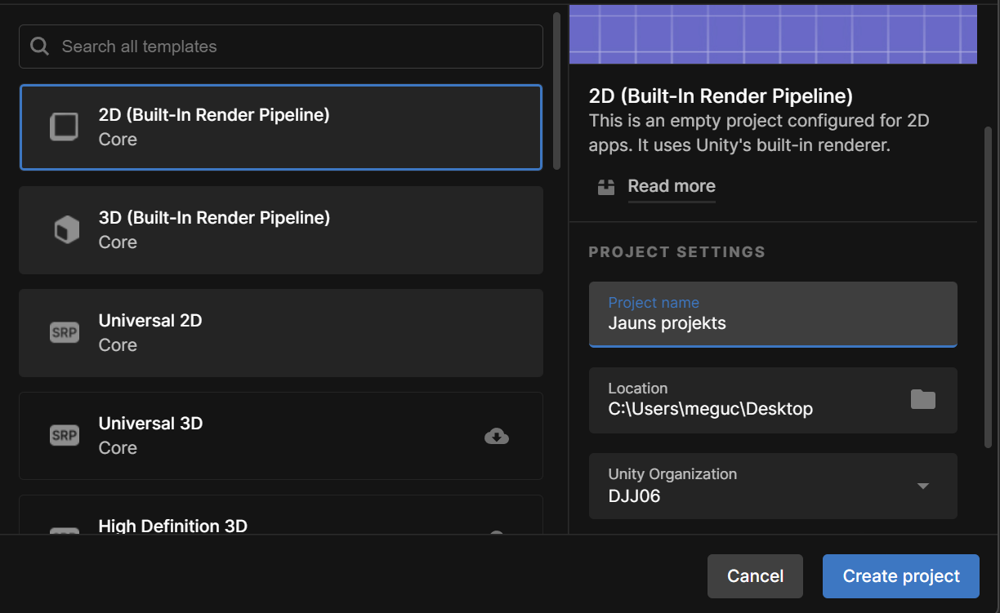 Search all templates
2D (Built-In Render Pipeline)
Core
3D (Built-In Render Pipeline)
Core
SRP
Universal 2D
Core
SRP
Universal 3D
Core
High Definition 3D
2D (Built-In Render Pipeline)
This is an empty project configured for 2D
apps. It uses Unity's built-in renderer.
Read more
PROJECT SETTINGS
Project name
Jauns projekts
Location
C:\Users\meguc\Desktop
Unity Organization
DJJ06
Cancel
Create project